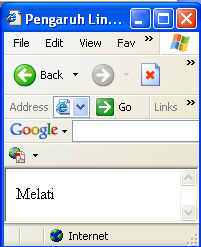 Pengaruh Lin...
File Edit View Fav »
Back »
Address Go Links »
Google »
»
Melati
Internet